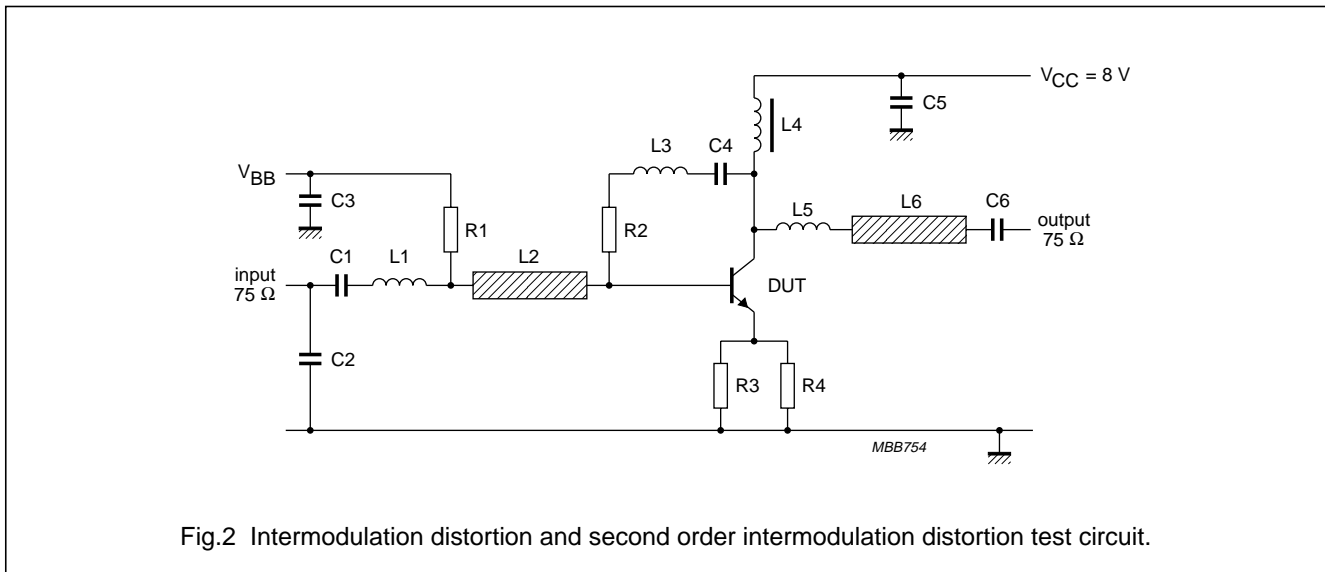 VCC = 8 V
C5
L4
L3
C4
VBB
C3
R1
R2
L5
L6
C6
output
75 Ω
C1
L1
L2
input
75 Ω
DUT
C2
R3
R4
MBB754
Fig.2 Intermodulation distortion and second order intermodulation distortion test circuit.